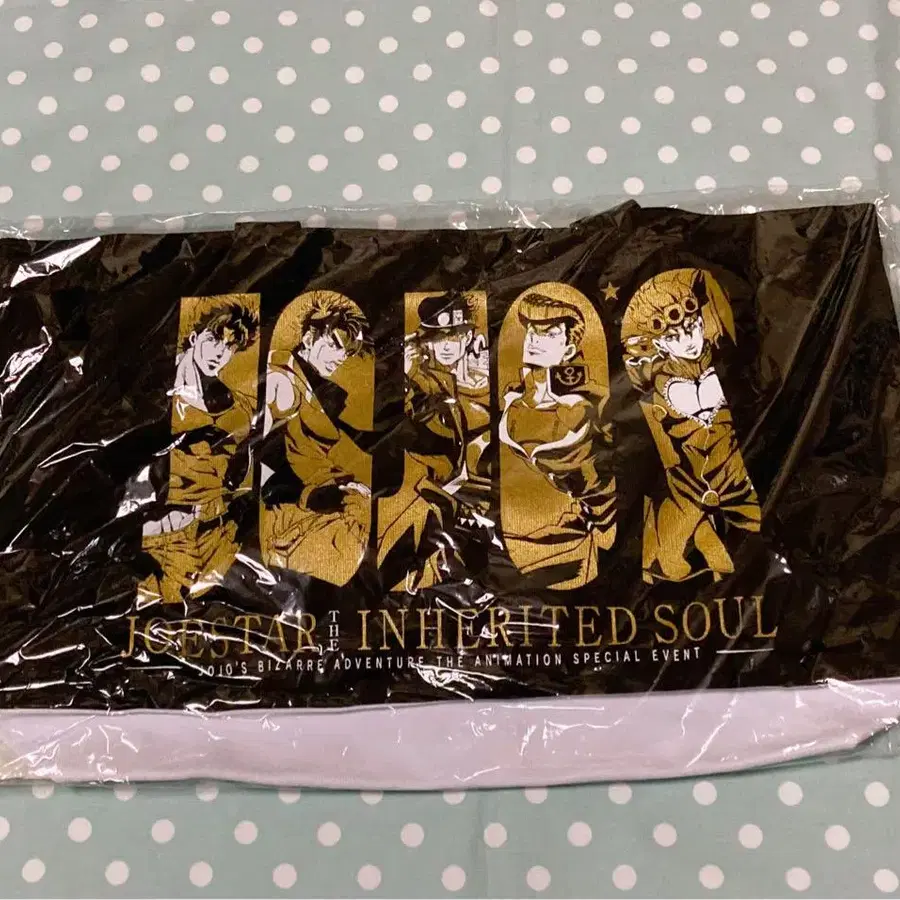 JOJO'S
JOESTAR THE INHERITED SOUL
JOJO'S BIZARRE ADVENTURE THE ANIMATION SPECIAL EVENT